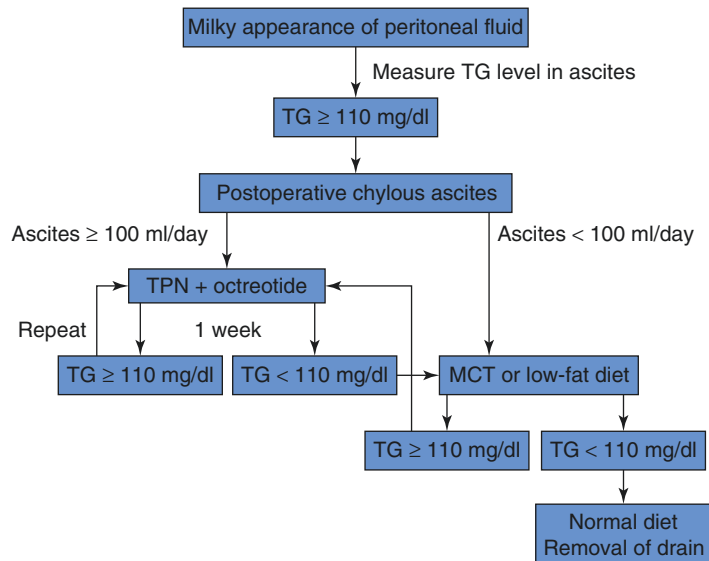 Milky appearance of peritoneal fluid
Measure TG level in ascites
TG ≥ 110 mg/dl
Postoperative chylous ascites
Ascites ≥ 100 ml/day
Ascites < 100 ml/day
TPN + octreotide
Repeat
1 week
TG ≥ 110 mg/dl
TG < 110 mg/dl
MCT or low-fat diet
TG ≥ 110 mg/dl
TG < 110 mg/dl
Normal diet
Removal of drain